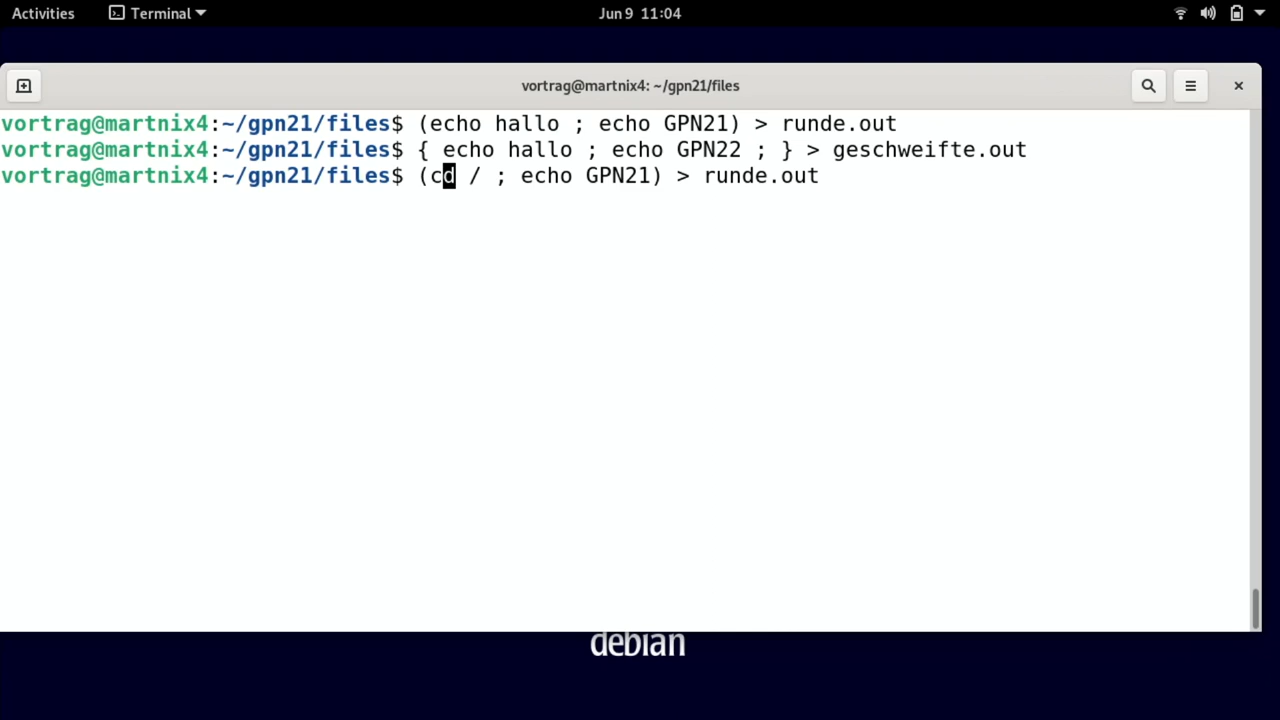 Activities Terminal Jun 9 11:04
vortrag@martnix4: ~/gpn21/files
vortrag@martnix4:~/gpn21/files$ (echo hallo ; echo GPN21) > runde.out
vortrag@martnix4:~/gpn21/files$ { echo hallo ; echo GPN22 ; } > geschweifte.out
vortrag@martnix4:~/gpn21/files$ (cd / ; echo GPN21) > runde.out
debian